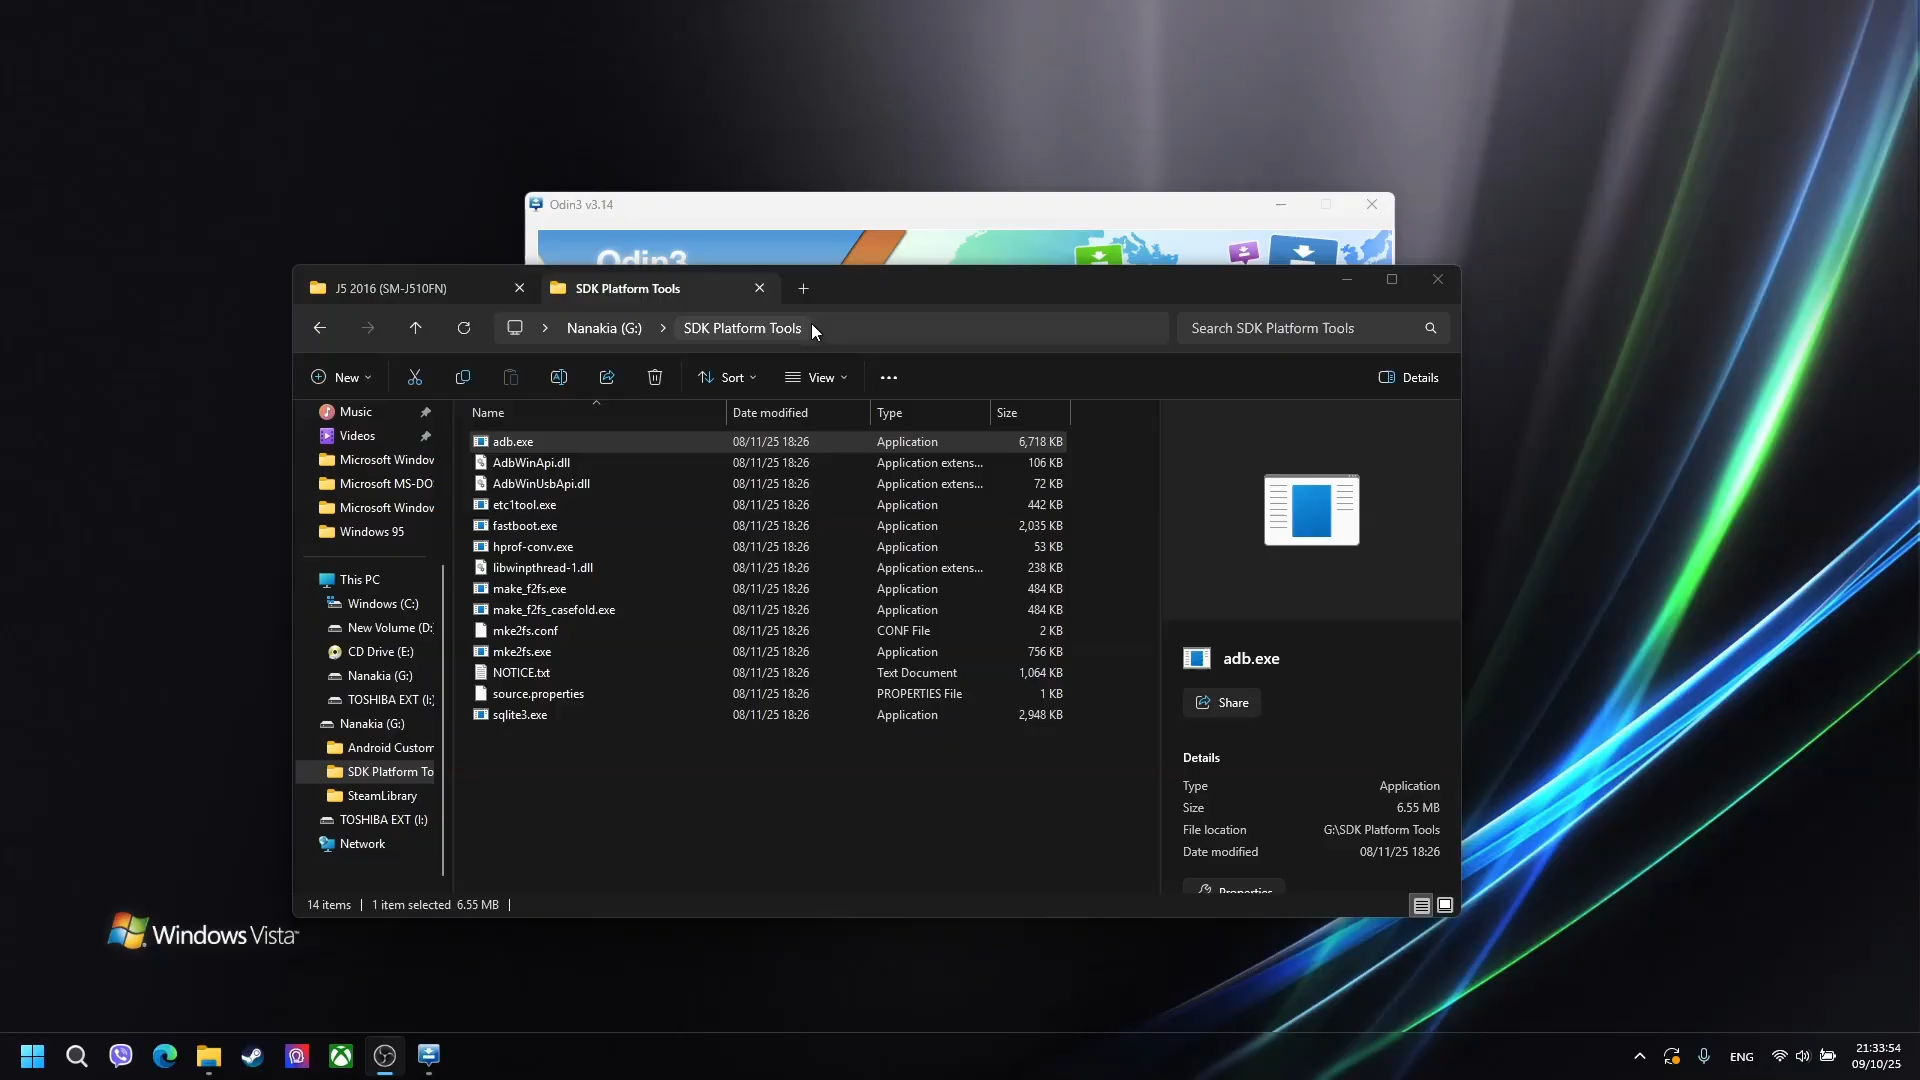 Odin3 v3.14
Odin3
J5 2016 (SM-J510FN)
SDK Platform Tools
Nanakia (G:)
SDK Platform Tools
Search SDK Platform Tools
New
Sort
View
Details
Music
Videos
Microsoft Window
Microsoft MS-DO
Microsoft Window
Windows 95
This PC
Windows (C:)
New Volume (D:
CD Drive (E:)
Nanakia (G:)
TOSHIBA EXT (I:)
Nanakia (G:)
Android Custom
SDK Platform To
SteamLibrary
TOSHIBA EXT (I:)
Network
Name Date modified Type Size
adb.exe 08/11/25 18:26 Application 6,718 KB
AdbWinApi.dll 08/11/25 18:26 Application extens... 106 KB
AdbWinUsbApi.dll 08/11/25 18:26 Application extens... 72 KB
etc1tool.exe 08/11/25 18:26 Application 442 KB
fastboot.exe 08/11/25 18:26 Application 2,035 KB
hprof-conv.exe 08/11/25 18:26 Application 53 KB
libwinpthread-1.dll 08/11/25 18:26 Application extens... 238 KB
make_f2fs.exe 08/11/25 18:26 Application 484 KB
make_f2fs_casefold.exe 08/11/25 18:26 Application 484 KB
mke2fs.conf 08/11/25 18:26 CONF File 2 KB
mke2fs.exe 08/11/25 18:26 Application 756 KB
NOTICE.txt 08/11/25 18:26 Text Document 1,064 KB
source.properties 08/11/25 18:26 PROPERTIES File 1 KB
sqlite3.exe 08/11/25 18:26 Application 2,948 KB
adb.exe
Share
Details
Type Application
Size 6.55 MB
File location G:\SDK Platform Tools
Date modified 08/11/25 18:26
Properties
14 items 1 item selected 6.55 MB
Windows Vista
ENG
21:33:54
09/10/25